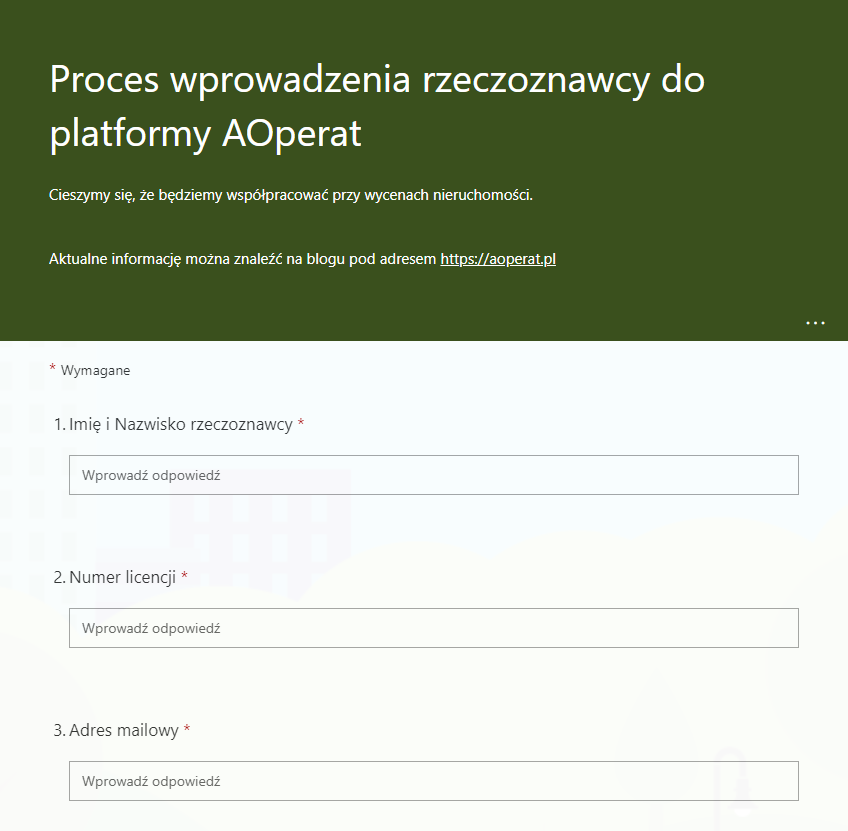 Proces wprowadzenia rzeczoznawcy do
platformy AOperat
Cieszymy się, że będziemy współpracować przy wycenach nieruchomości.
Aktualne informację można znaleźć na blogu pod adresem https://aoperat.pl
...
* Wymagane
1. Imię i Nazwisko rzeczoznawcy *
Wprowadź odpowiedź
2. Numer licencji *
Wprowadź odpowiedź
3. Adres mailowy *
Wprowadź odpowiedź